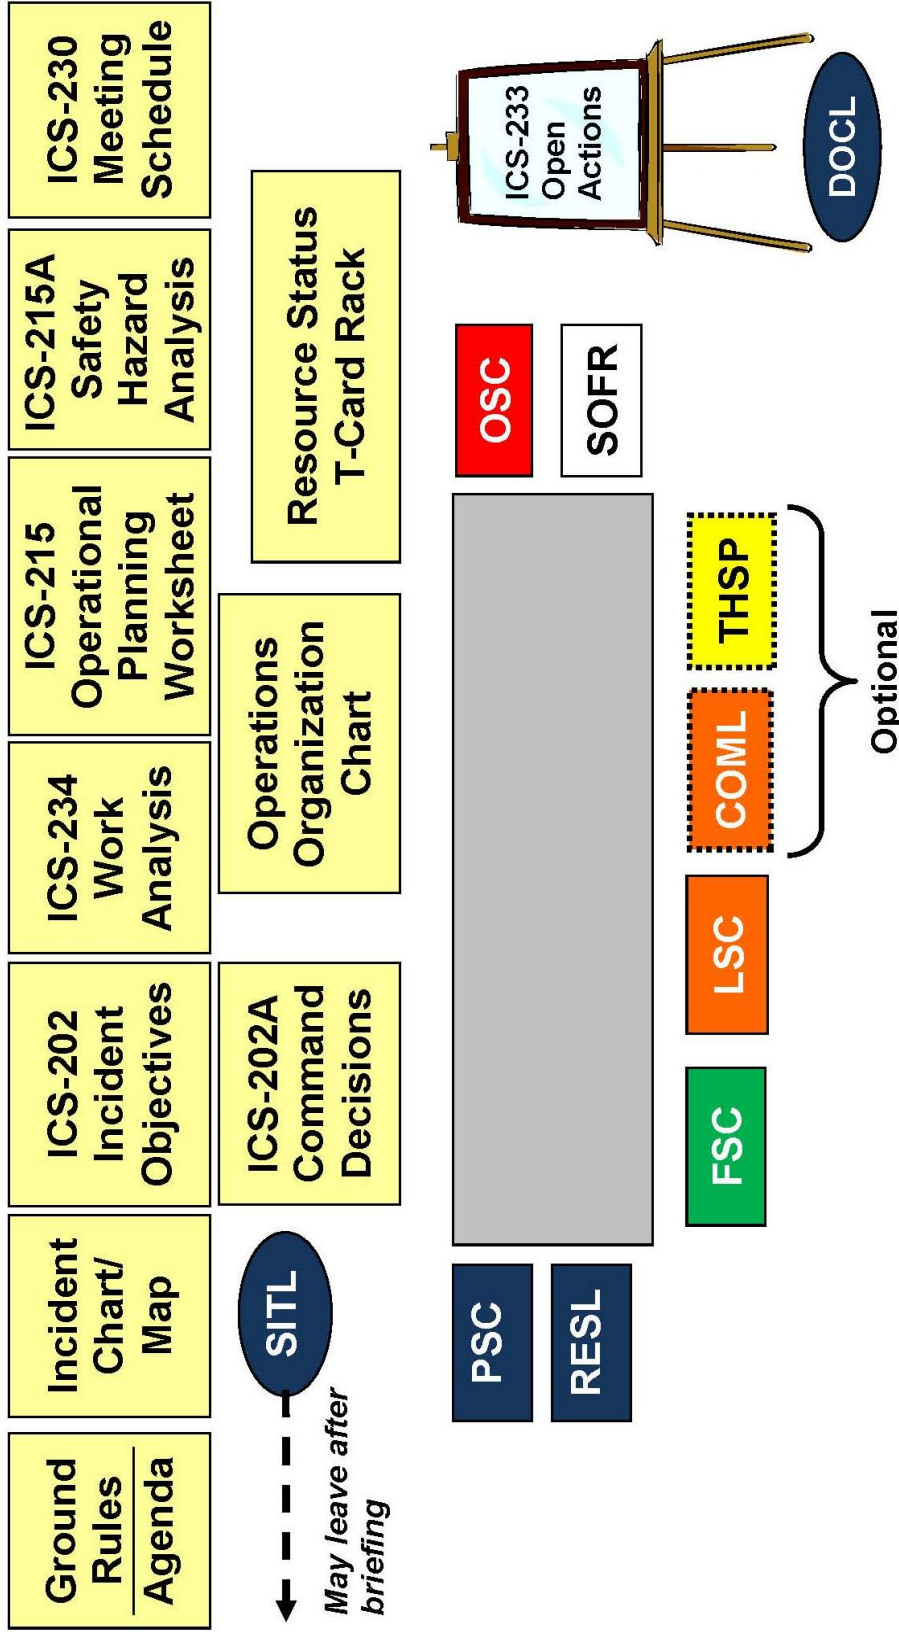 Ground
Rules
Agenda
Incident
Chart/
Map
ICS-202
Incident
Objectives
ICS-234
Work
Analysis
ICS-215
Operational
Planning
Worksheet
ICS-215A
Safety
Hazard
Analysis
ICS-230
Meeting
Schedule
SITL
May leave after
briefing
ICS-202A
Command
Decisions
Operations
Organization
Chart
Resource Status
T-Card Rack
ICS-233
Open
Actions
DOCL
PSC
RESL
OSC
SOFR
FSC
LSC
COML
THSP
Optional